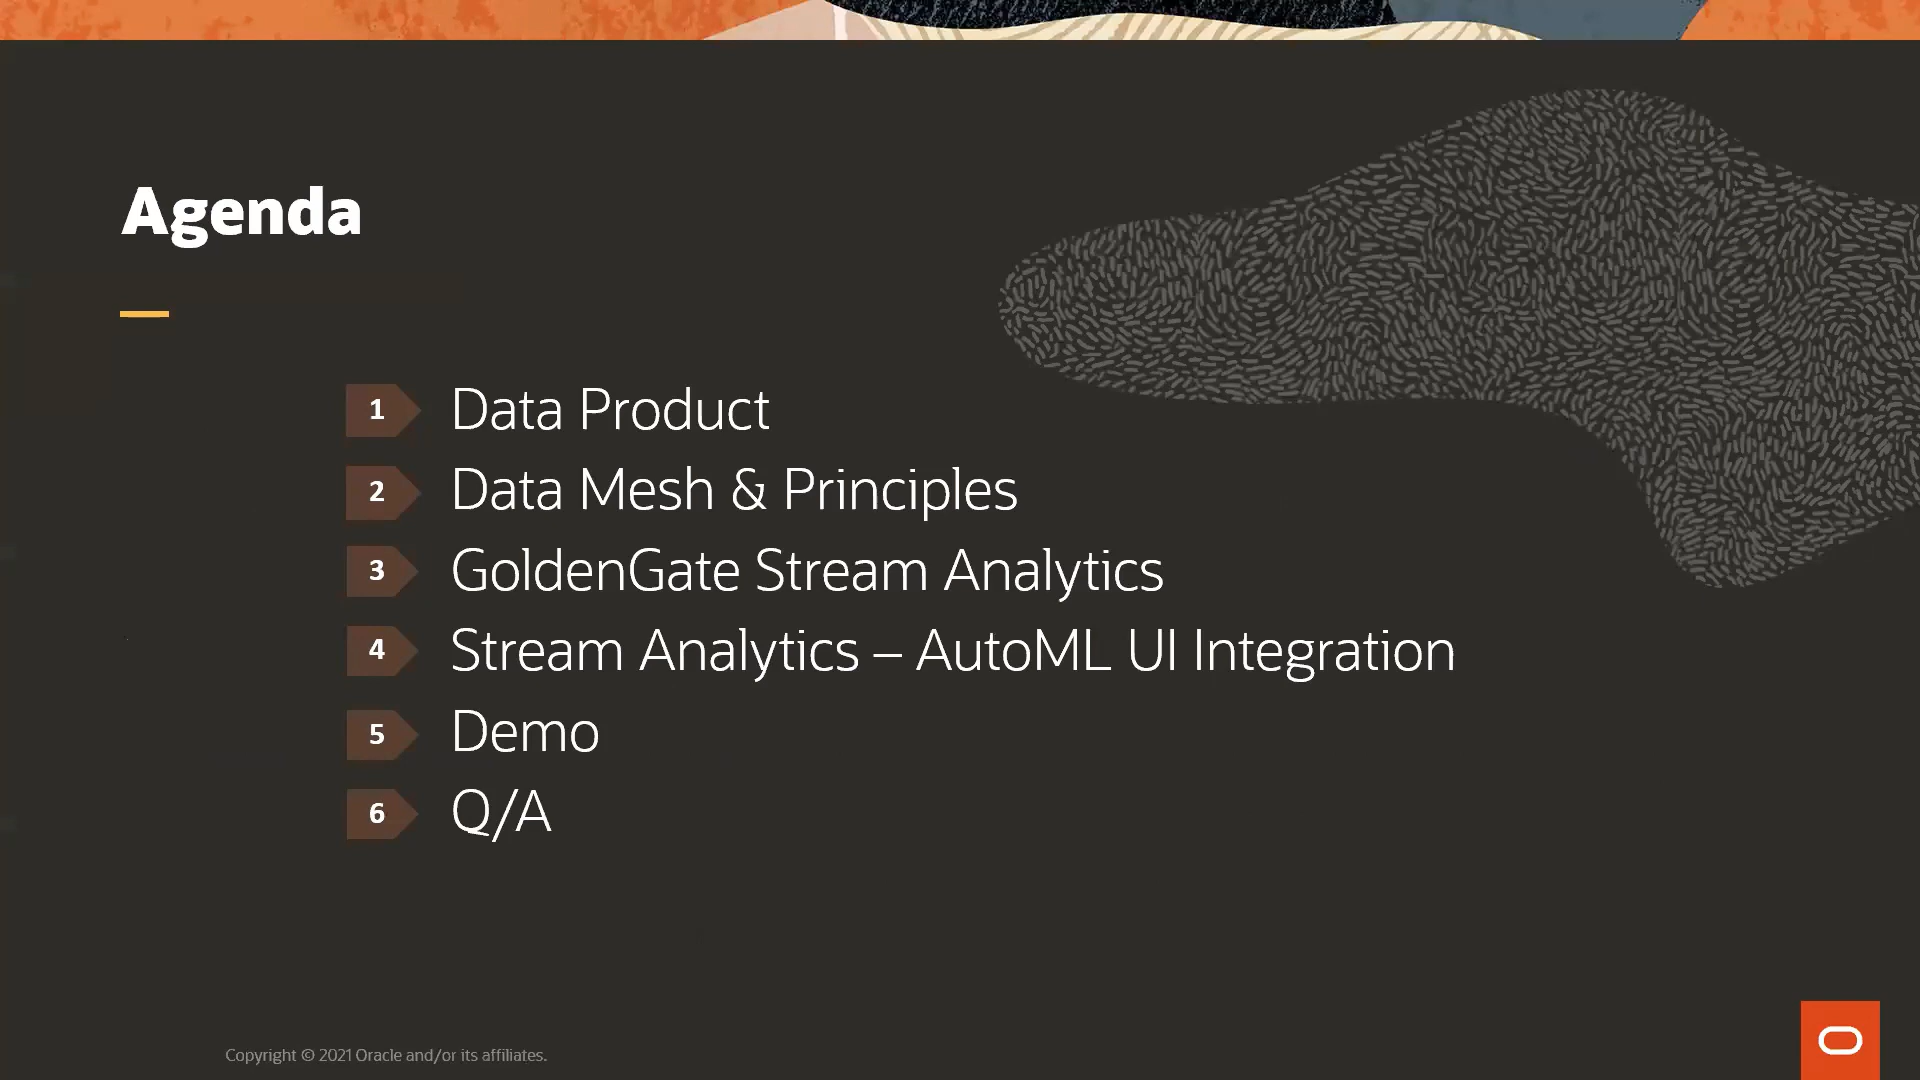 Agenda
1 Data Product
2 Data Mesh & Principles
3 GoldenGate Stream Analytics
4 Stream Analytics – AutoML UI Integration
5 Demo
6 Q/A
Copyright © 2021 Oracle and/or its affiliates.